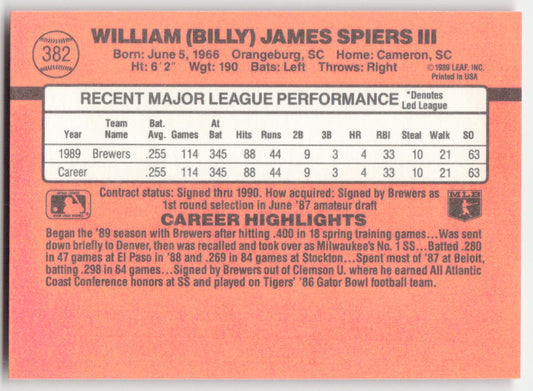 382
WILLIAM (BILLY) JAMES SPIERS III
Born: June 5, 1966 Orangeburg, SC Home: Cameron, SC
Ht: 6' 2" Wgt: 190 Bats: Left Throws: Right
©1989 LEAF, INC.
Printed in USA
RECENT MAJOR LEAGUE PERFORMANCE *Denotes Led League
Year Team Name Bat. Avg. Games At Bat Hits Runs 2B 3B HR RBI Steal Walk SO
1989 Brewers .255 114 345 88 44 9 3 4 33 10 21 63
Career .255 114 345 88 44 9 3 4 33 10 21 63
Contract status: Signed thru 1990. How acquired: Signed by Brewers as
1st round selection in June '87 amateur draft
MLB
CAREER HIGHLIGHTS
Began the '89 season with Brewers after hitting .400 in 18 spring training games...Was sent
down briefly to Denver, then was recalled and took over as Milwaukee's No. 1 SS...Batted .280
in 47 games at El Paso in '88 and .269 in 84 games at Stockton...Spent most of '87 at Beloit,
batting .298 in 64 games...Signed by Brewers out of Clemson U. where he earned All Atlantic
Coast Conference honors at SS and played on Tigers' '86 Gator Bowl football team.